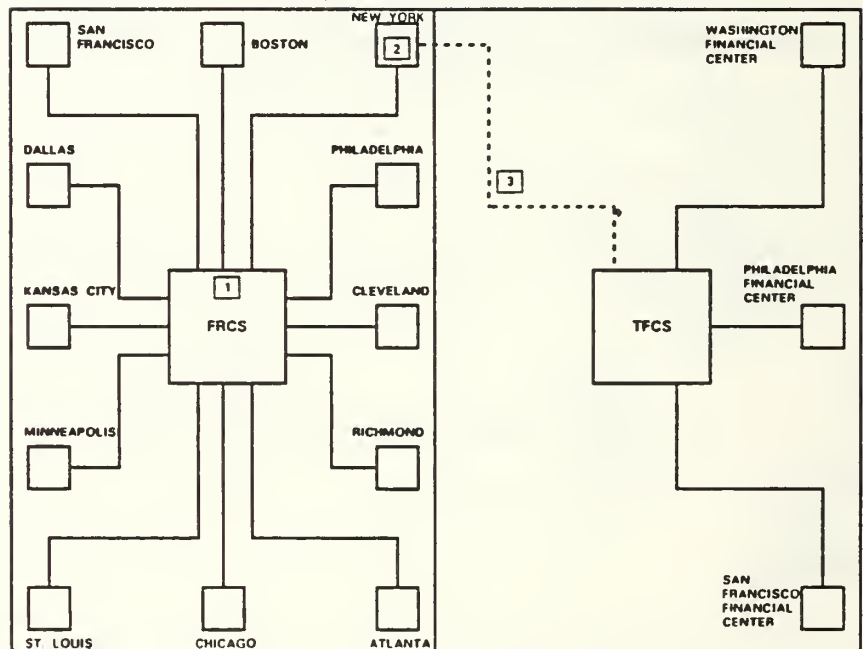 SAN
FRANCISCO
BOSTON
NEW YORK
2
WASHINGTON
FINANCIAL
CENTER
DALLAS
PHILADELPHIA
3
KANSAS CITY
1
FRCS
CLEVELAND
TFCS
PHILADELPHIA
FINANCIAL
CENTER
MINNEAPOLIS
RICHMOND
ST. LOUIS
CHICAGO
ATLANTA
SAN
FRANCISCO
FINANCIAL
CENTER